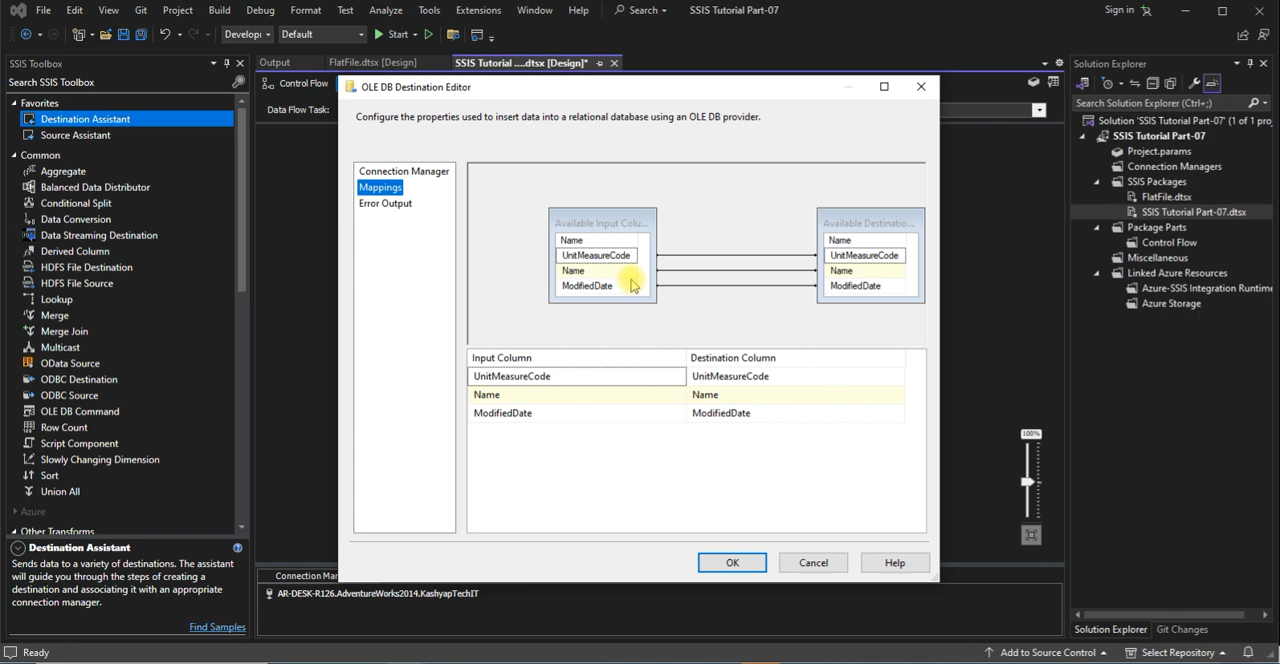 File Edit View Git Project Build Debug Format Test Analyze Tools Extensions Window Help Search SSIS Tutorial Part-07 Sign in
Develop Default Start
SSIS Toolbox
Search SSIS Toolbox
Favorites
Destination Assistant
Source Assistant
Common
Aggregate
Balanced Data Distributor
Conditional Split
Data Conversion
Data Streaming Destination
Derived Column
HDFS File Destination
HDFS File Source
Lookup
Merge
Merge Join
Multicast
OData Source
ODBC Destination
ODBC Source
OLE DB Command
Row Count
Script Component
Slowly Changing Dimension
Sort
Union All
Azure
Other Transforms
Destination Assistant
Sends data to a variety of destinations. The assistant
will guide you through the steps of creating a
destination and associating it with an appropriate
connection manager.
Find Samples
Output FlatFile.dtsx [Design] SSIS Tutorial ....dtsx [Design]*
Control Flow
Data Flow Task:
OLE DB Destination Editor
Configure the properties used to insert data into a relational database using an OLE DB provider.
Connection Manager
Mappings
Error Output
Available Input Colu...
Name
UnitMeasureCode
Name
ModifiedDate
Available Destinatio...
Name
UnitMeasureCode
Name
ModifiedDate
Input Column Destination Column
UnitMeasureCode UnitMeasureCode
Name Name
ModifiedDate ModifiedDate
OK Cancel Help
100%
Connection Mar
AR-DESK-R126.AdventureWorks2014.KashyapTechIT
Solution Explorer
Search Solution Explorer (Ctrl+;)
Solution 'SSIS Tutorial Part-07' (1 of 1 proj
SSIS Tutorial Part-07
Project.params
Connection Managers
SSIS Packages
FlatFile.dtsx
SSIS Tutorial Part-07.dtsx
Package Parts
Control Flow
Miscellaneous
Linked Azure Resources
Azure-SSIS Integration Runtime
Azure Storage
Solution Explorer Git Changes
Ready Add to Source Control Select Repository